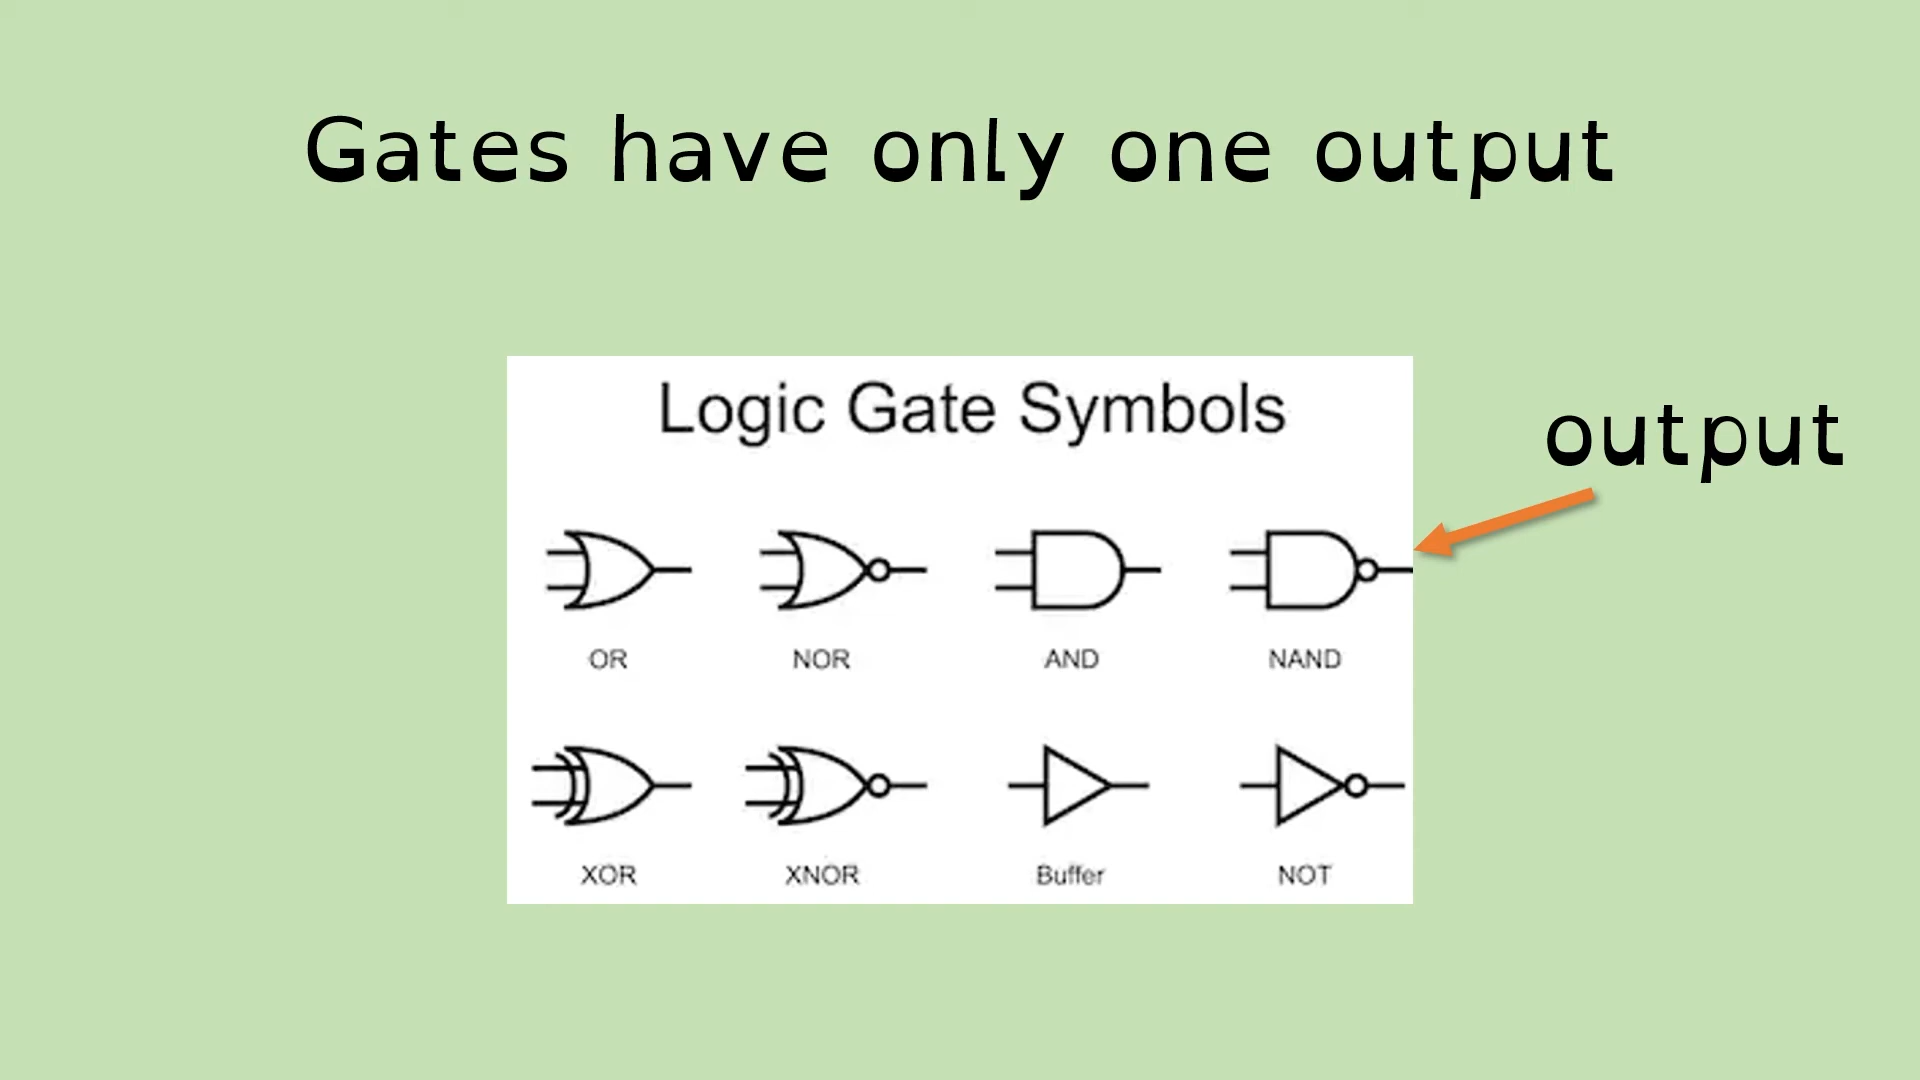 Gates have only one output
Logic Gate Symbols
output
OR NOR AND NAND
XOR XNOR Buffer NOT